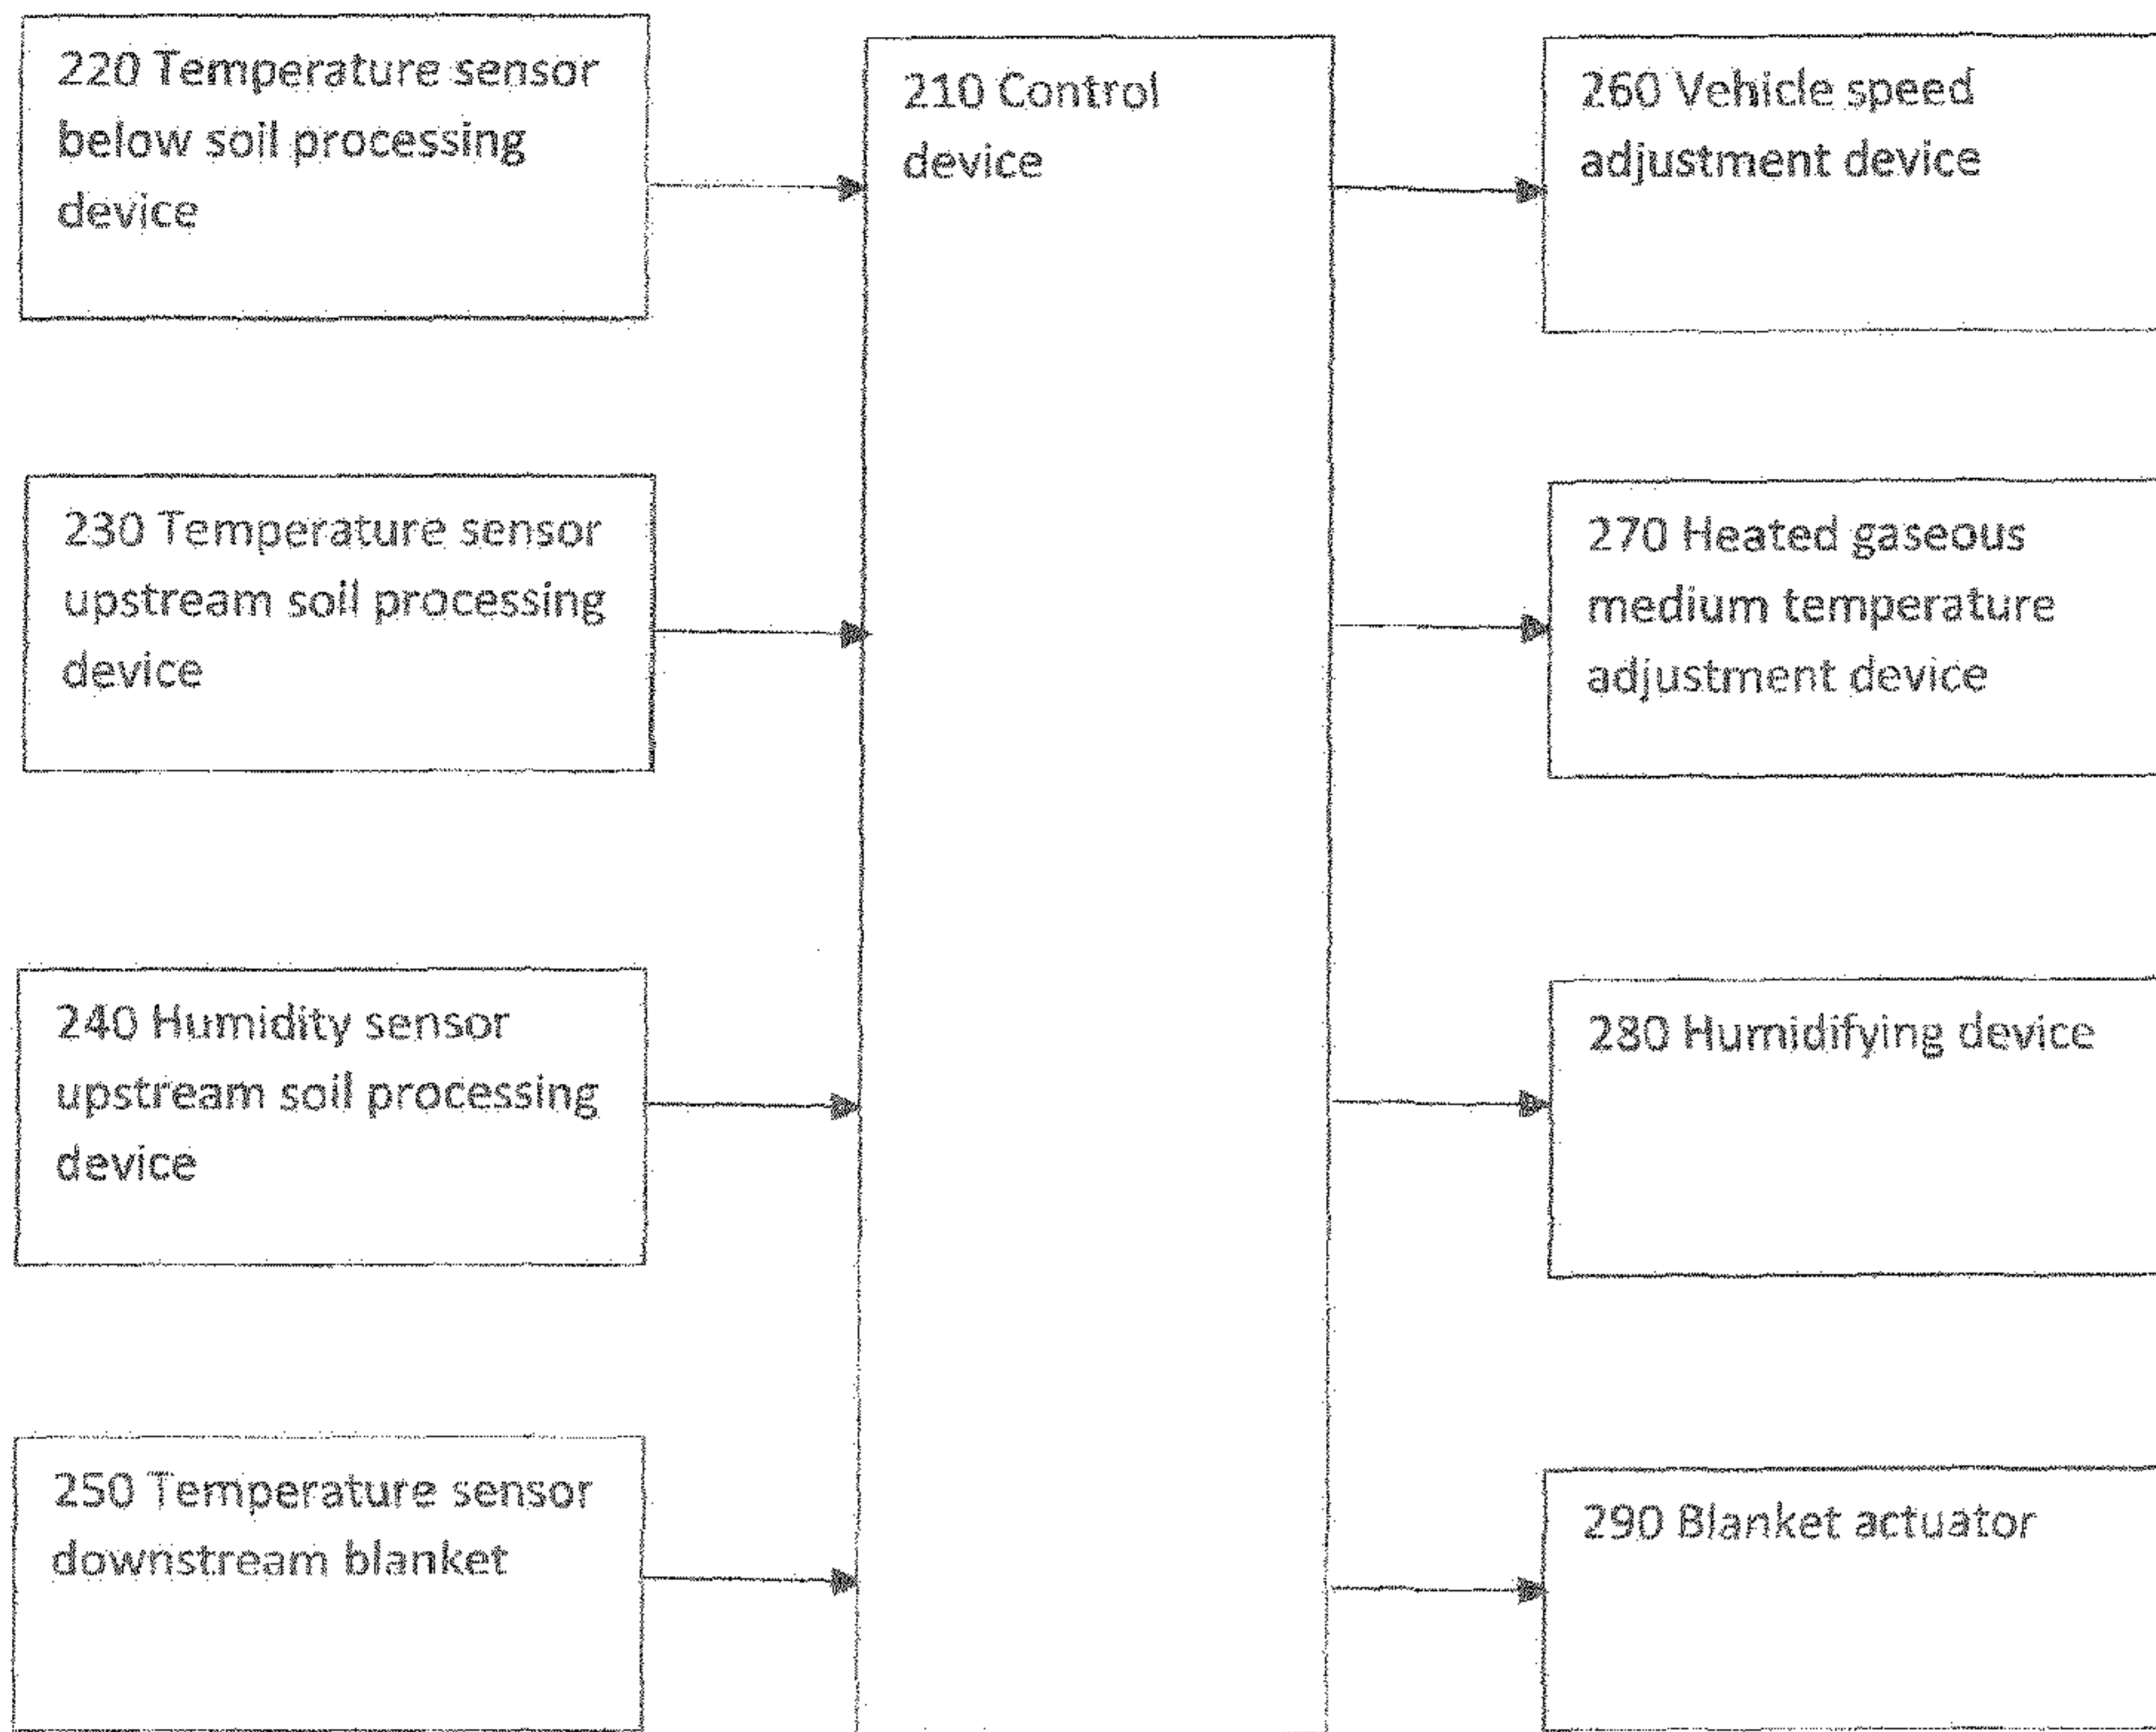 220 Temperature sensor
below soil processing
device
210 Control
device
260 Vehicle speed
adjustment device
230 Temperature sensor
upstream soil processing
device
270 Heated gaseous
medium temperature
adjustment device
240 Humidity sensor
upstream soil processing
device
280 Humidifying device
250 Temperature sensor
downstream blanket
290 Blanket actuator